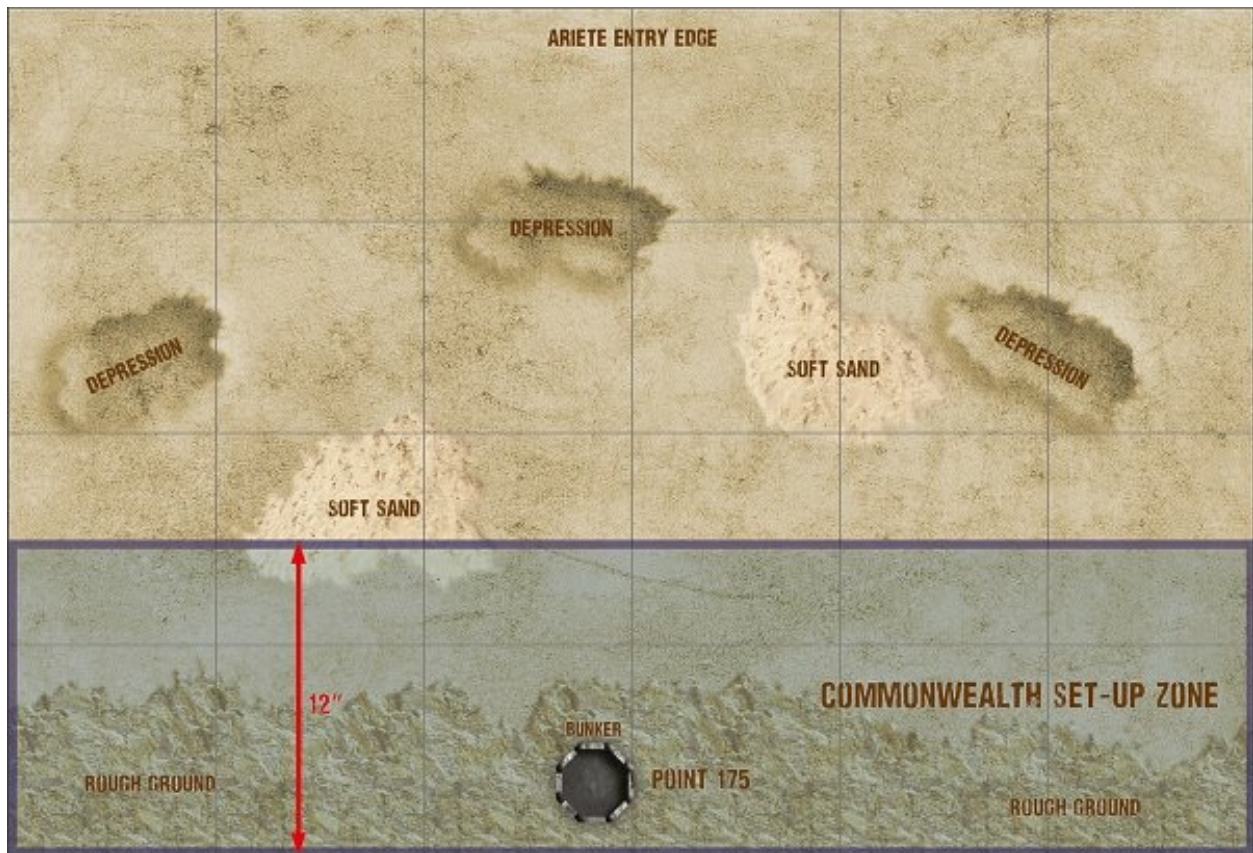 ARIETE ENTRY EDGE
DEPRESSION
DEPRESSION
DEPRESSION
SOFT SAND
SOFT SAND
12"
COMMONWEALTH SET-UP ZONE
BUNKER
POINT 175
ROUGH GROUND
ROUGH GROUND